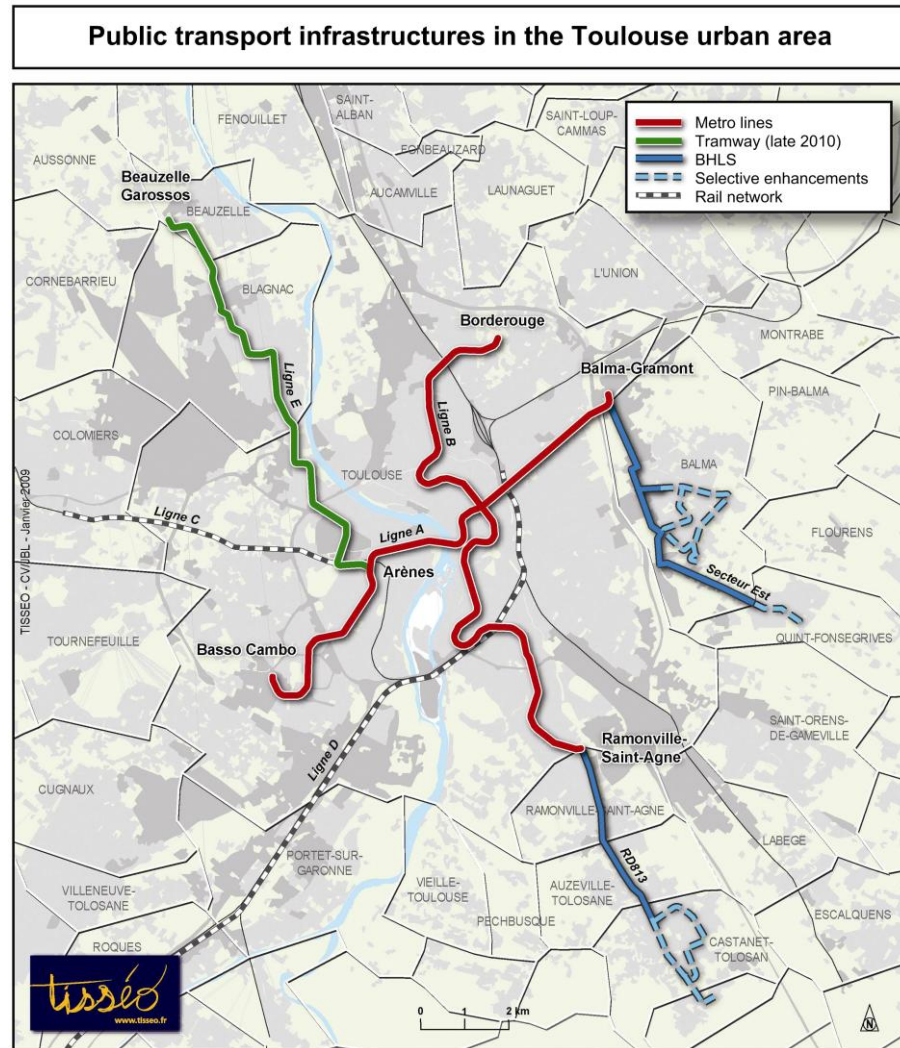 Public transport infrastructures in the Toulouse urban area
Metro lines
Tramway (late 2010)
BHLS
Selective enhancements
Rail network
SAINT-
ALBAN
FENOUILLET
SAINT-LOUP-
CAMMAS
FONBEAUZARD
AUSSONNE
Beauzelle
Garossos
BEAUZELLE
AUCAMVILLE
LAUNAGUET
CORNEBARRIEU
BLAGNAC
L'UNION
Borderouge
MONTRABE
Balma-Gramont
Ligne E
Ligne B
PIN-BALMA
COLOMIERS
TOULOUSE
BALMA
Ligne C
Ligne A
FLOURENS
Arènes
Secteur Est
TISSEO - CV/JBL - Janvier 2009
TOURNEFEUILLE
QUINT-FONSEGRIVES
Basso Cambo
SAINT-ORENS-
DE-GAMEVILLE
Ramonville-
Saint-Agne
Ligne D
CUGNAUX
RAMONVILLE-SAINT-AGNE
LABEGE
RD813
PORTET-SUR-
GARONNE
VIEILLE-
TOULOUSE
AUZEVILLE-
TOLOSANE
VILLENEUVE-
TOLOSANE
PECHBUSQUE
ESCALQUENS
ROQUES
CASTANET-
TOLOSAN
tisséo
www.tisseo.fr
0 1 2 km
N